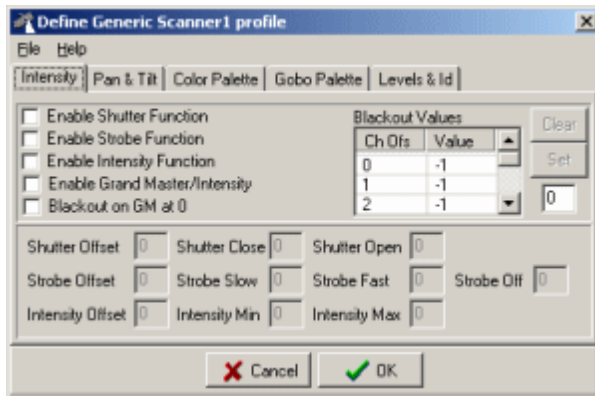 Define Generic Scanner1 profile
File Help
Intensity Pan & Tilt Color Palette Gobo Palette Levels & Id
Enable Shutter Function
Enable Strobe Function
Enable Intensity Function
Enable Grand Master/Intensity
Blackout on GM at 0
Blackout Values
Ch Ofs Value
0 -1
1 -1
2 -1
Clear
Set
0
Shutter Offset 0 Shutter Close 0 Shutter Open 0
Strobe Offset 0 Strobe Slow 0 Strobe Fast 0 Strobe Off 0
Intensity Offset 0 Intensity Min 0 Intensity Max 0
Cancel OK